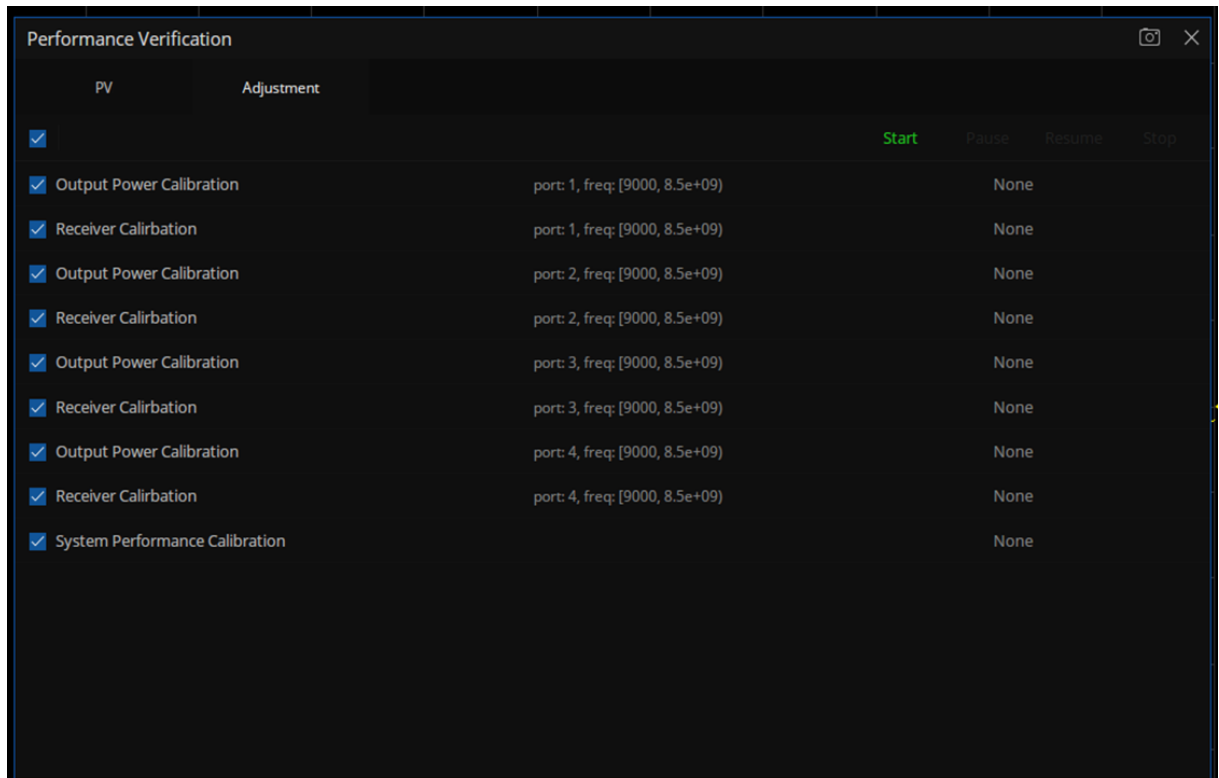 Performance Verification
PV Adjustment
Start Pause Resume Stop
Output Power Calibration port: 1, freq: [9000, 8.5e+09) None
Receiver Calirbation port: 1, freq: [9000, 8.5e+09) None
Output Power Calibration port: 2, freq: [9000, 8.5e+09) None
Receiver Calirbation port: 2, freq: [9000, 8.5e+09) None
Output Power Calibration port: 3, freq: [9000, 8.5e+09) None
Receiver Calirbation port: 3, freq: [9000, 8.5e+09) None
Output Power Calibration port: 4, freq: [9000, 8.5e+09) None
Receiver Calirbation port: 4, freq: [9000, 8.5e+09) None
System Performance Calibration None